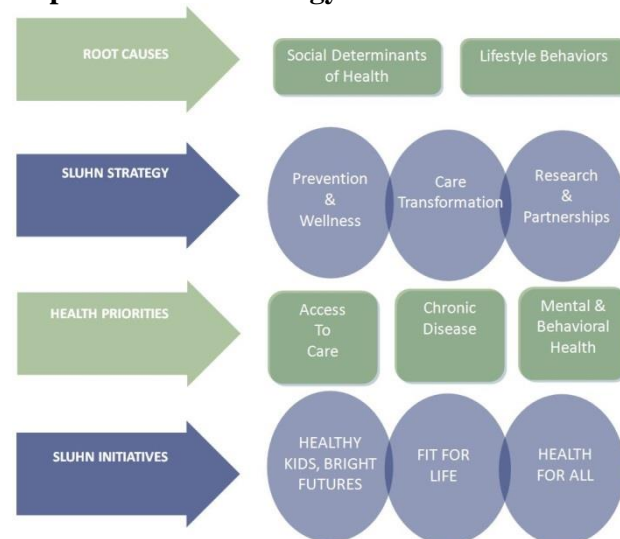 ROOT CAUSES
Social Determinants
of Health
Lifestyle Behaviors
SLUHN STRATEGY
Prevention
&
Wellness
Care
Transformation
Research
&
Partnerships
HEALTH PRIORITIES
Access
To
Care
Chronic
Disease
Mental &
Behavioral
Health
SLUHN INITIATIVES
HEALTHY
KIDS, BRIGHT
FUTURES
FIT FOR
LIFE
HEALTH
FOR ALL